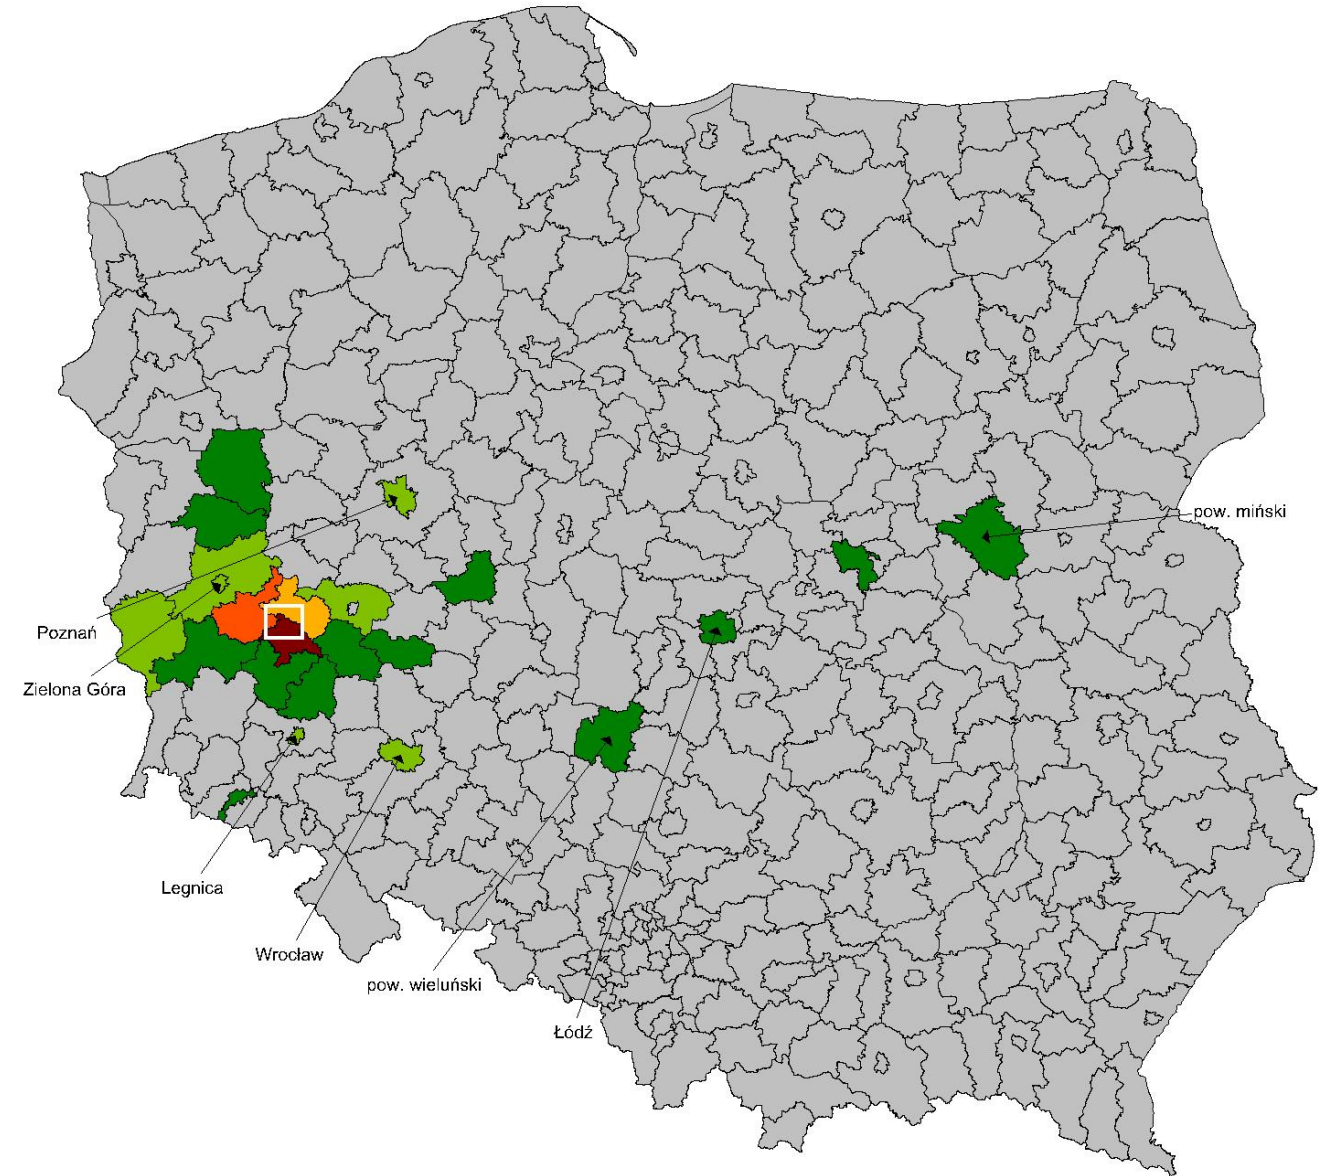 pow. miński
Poznań
Zielona Góra
Legnica
Wrocław
pow. wieluński
Łódź